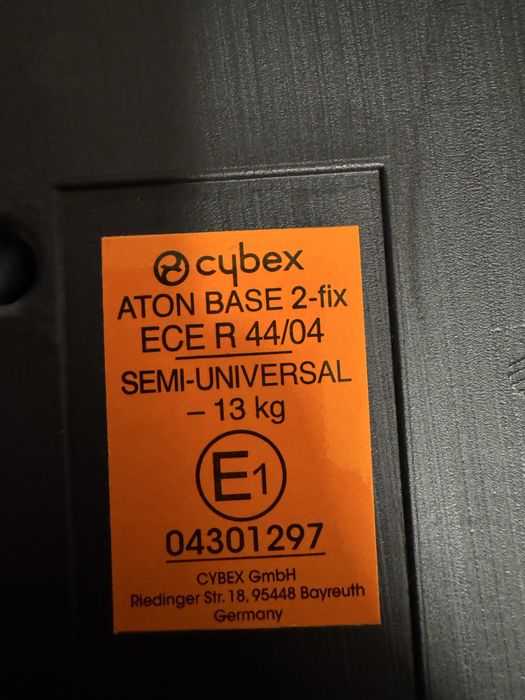 cybex
ATON BASE 2-fix
ECE R 44/04
SEMI-UNIVERSAL
– 13 kg
E1
04301297
CYBEX GmbH
Riedinger Str. 18, 95448 Bayreuth
Germany